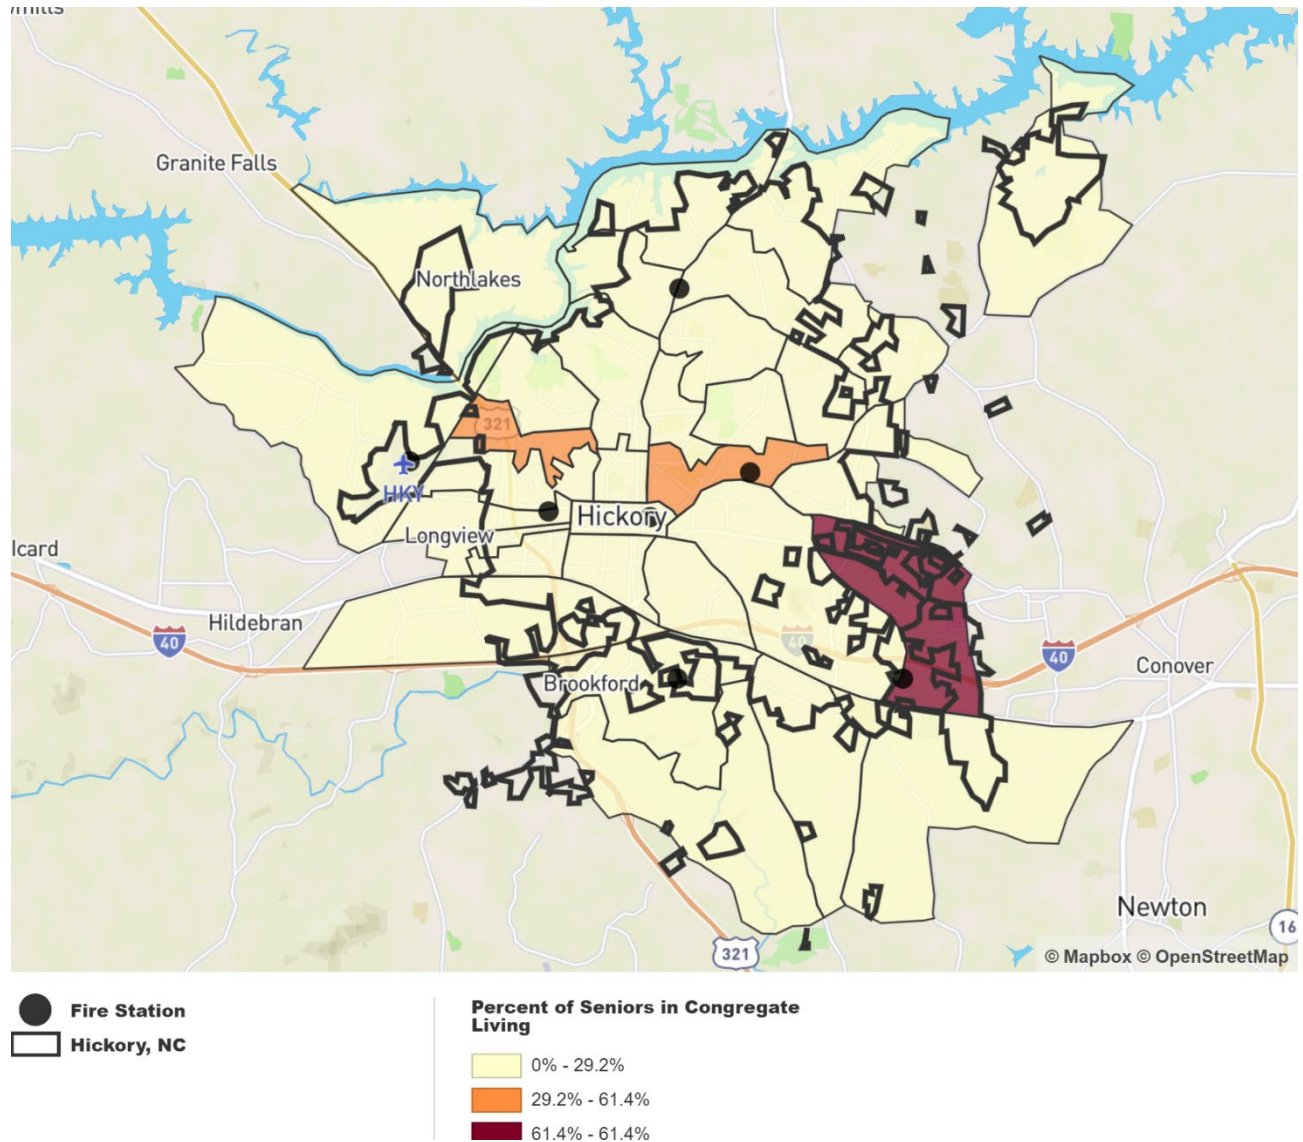 Granite Falls
Northlakes
321
HKY
Hickory
Longview
lcard
Hildebran
40
40
40
Conover
Brookford
Newton
16
321
© Mapbox © OpenStreetMap
Fire Station
Hickory, NC
Percent of Seniors in Congregate
Living
0% - 29.2%
29.2% - 61.4%
61.4% - 61.4%